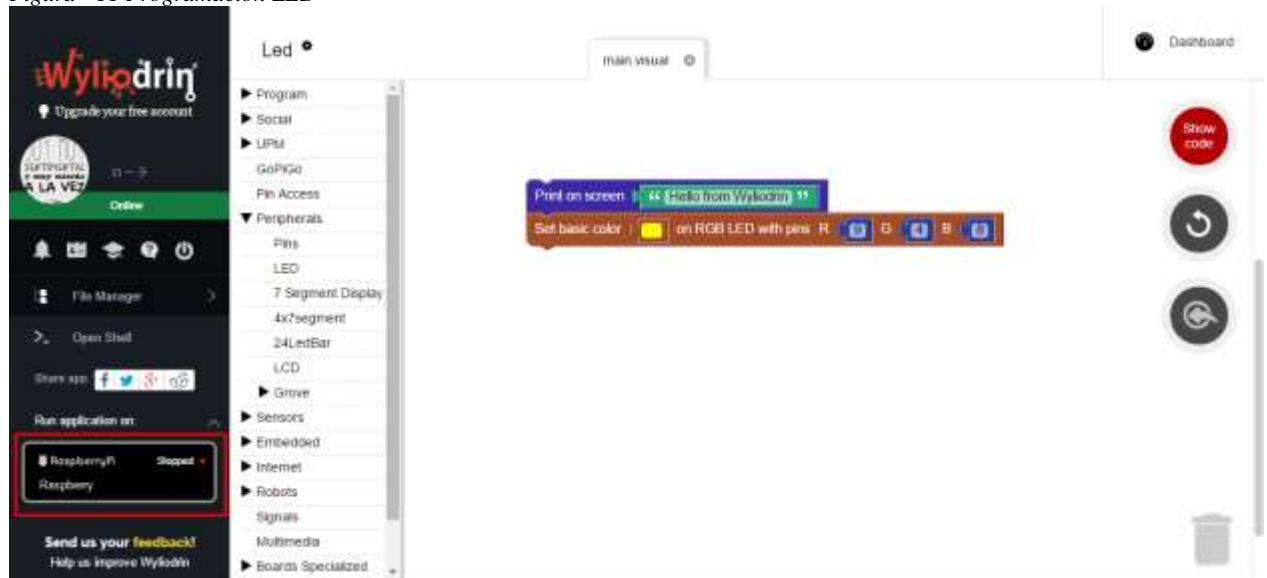 Wyliodrin
Upgrade your free account
A LA VEZ
Online
File Manager
Open Shell
Share app
Run application on:
RaspberryPi Stopped
Raspberry
Send us your feedback!
Help us improve Wyliodrin
Led
Program
Social
UPM
GoPiGo
Pin Access
Peripherals
Pins
LED
7 Segment Display
4x7segment
24LedBar
LCD
Grove
Sensors
Embedded
Internet
Robots
Signals
Multimedia
Boards Specialized
main visual
Dashboard
Show code
Print on screen “ Hello from Wyliodrin ”
Set basic color on RGB LED with pins R G 4 B